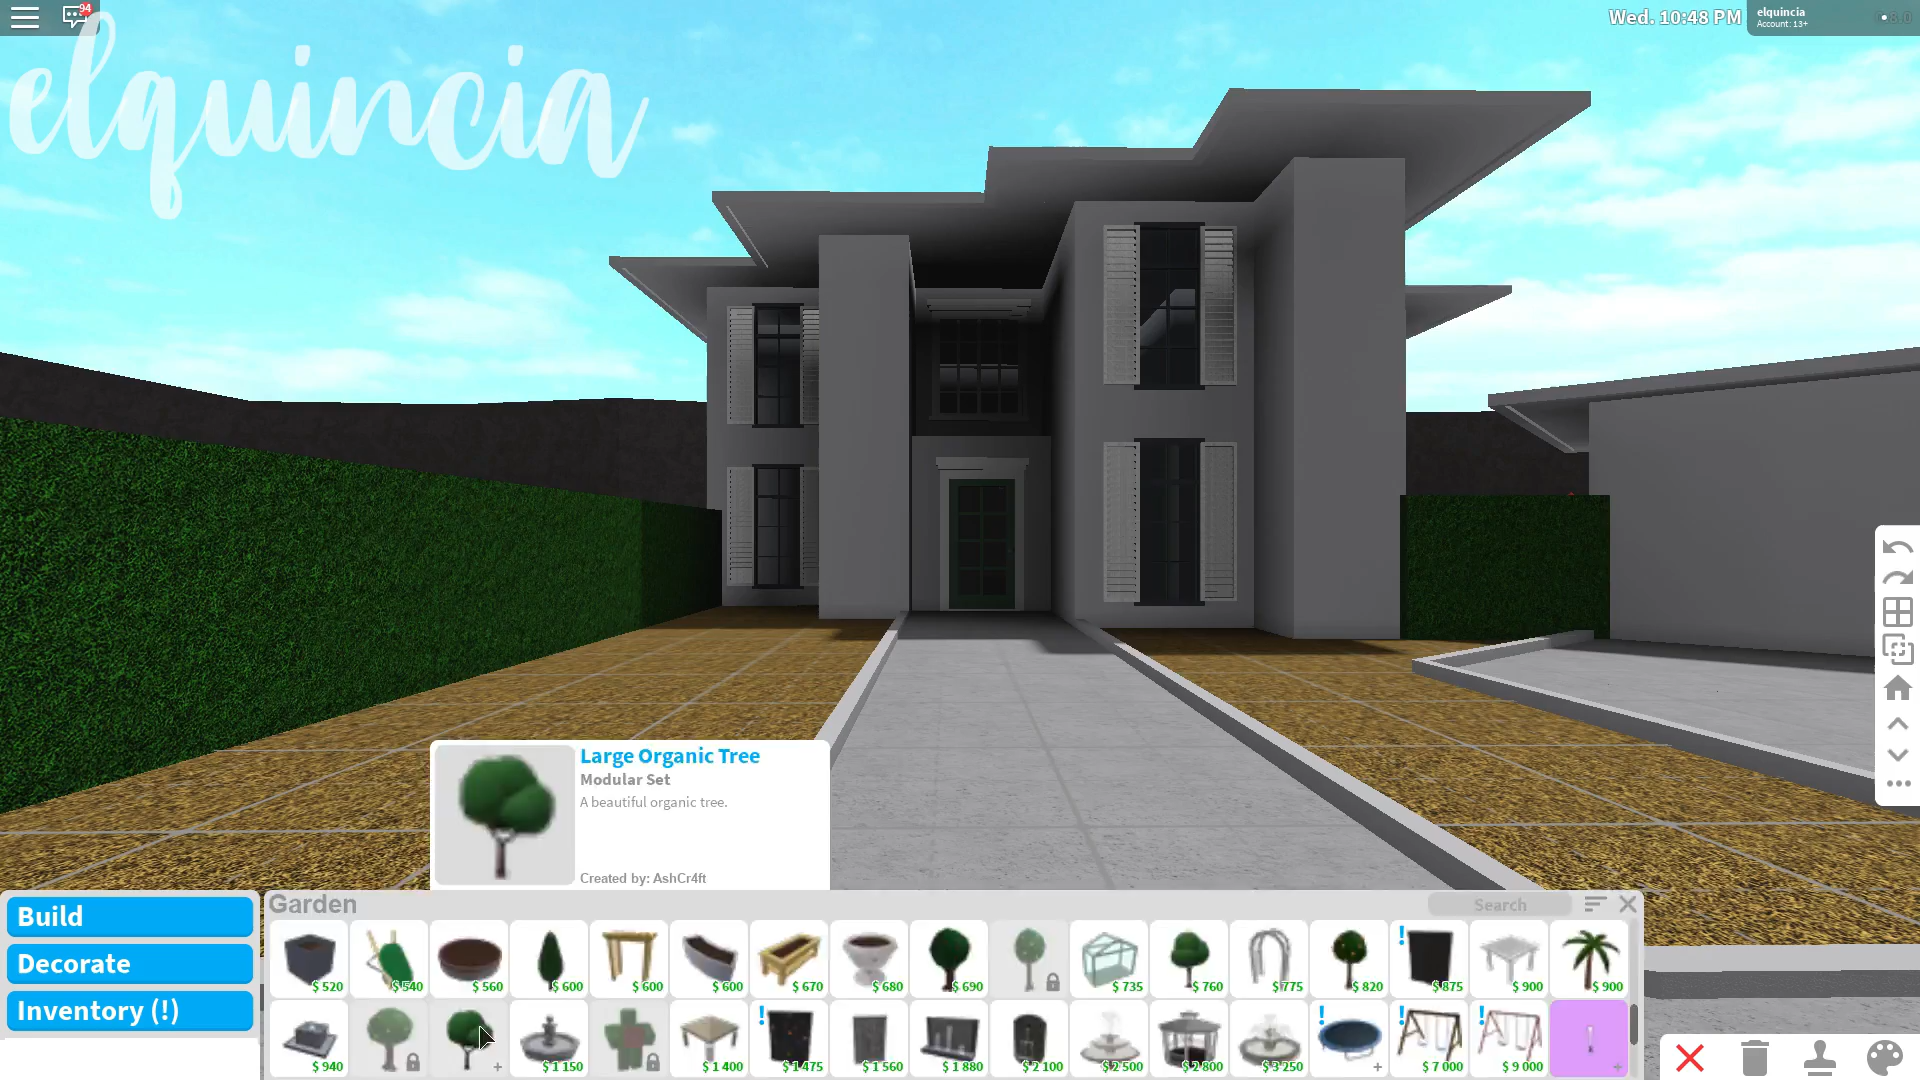 94
Wed. 10:48 PM
elquincia
Account: 13+
elquincia
Large Organic Tree
Modular Set
A beautiful organic tree.
Created by: AshCr4ft
Build
Decorate
Inventory (!)
Garden
Search
$ 520
$ 540
$ 560
$ 600
$ 600
$ 600
$ 670
$ 680
$ 690
$ 735
$ 760
$ 775
$ 820
! $ 875
$ 900
$ 900
$ 940
+
$ 1 150
$ 1 400
! $ 1 475
$ 1 560
$ 1 880
$ 2 100
$ 2 500
$ 2 800
$ 3 250
! +
! $ 7 000
! $ 9 000
+